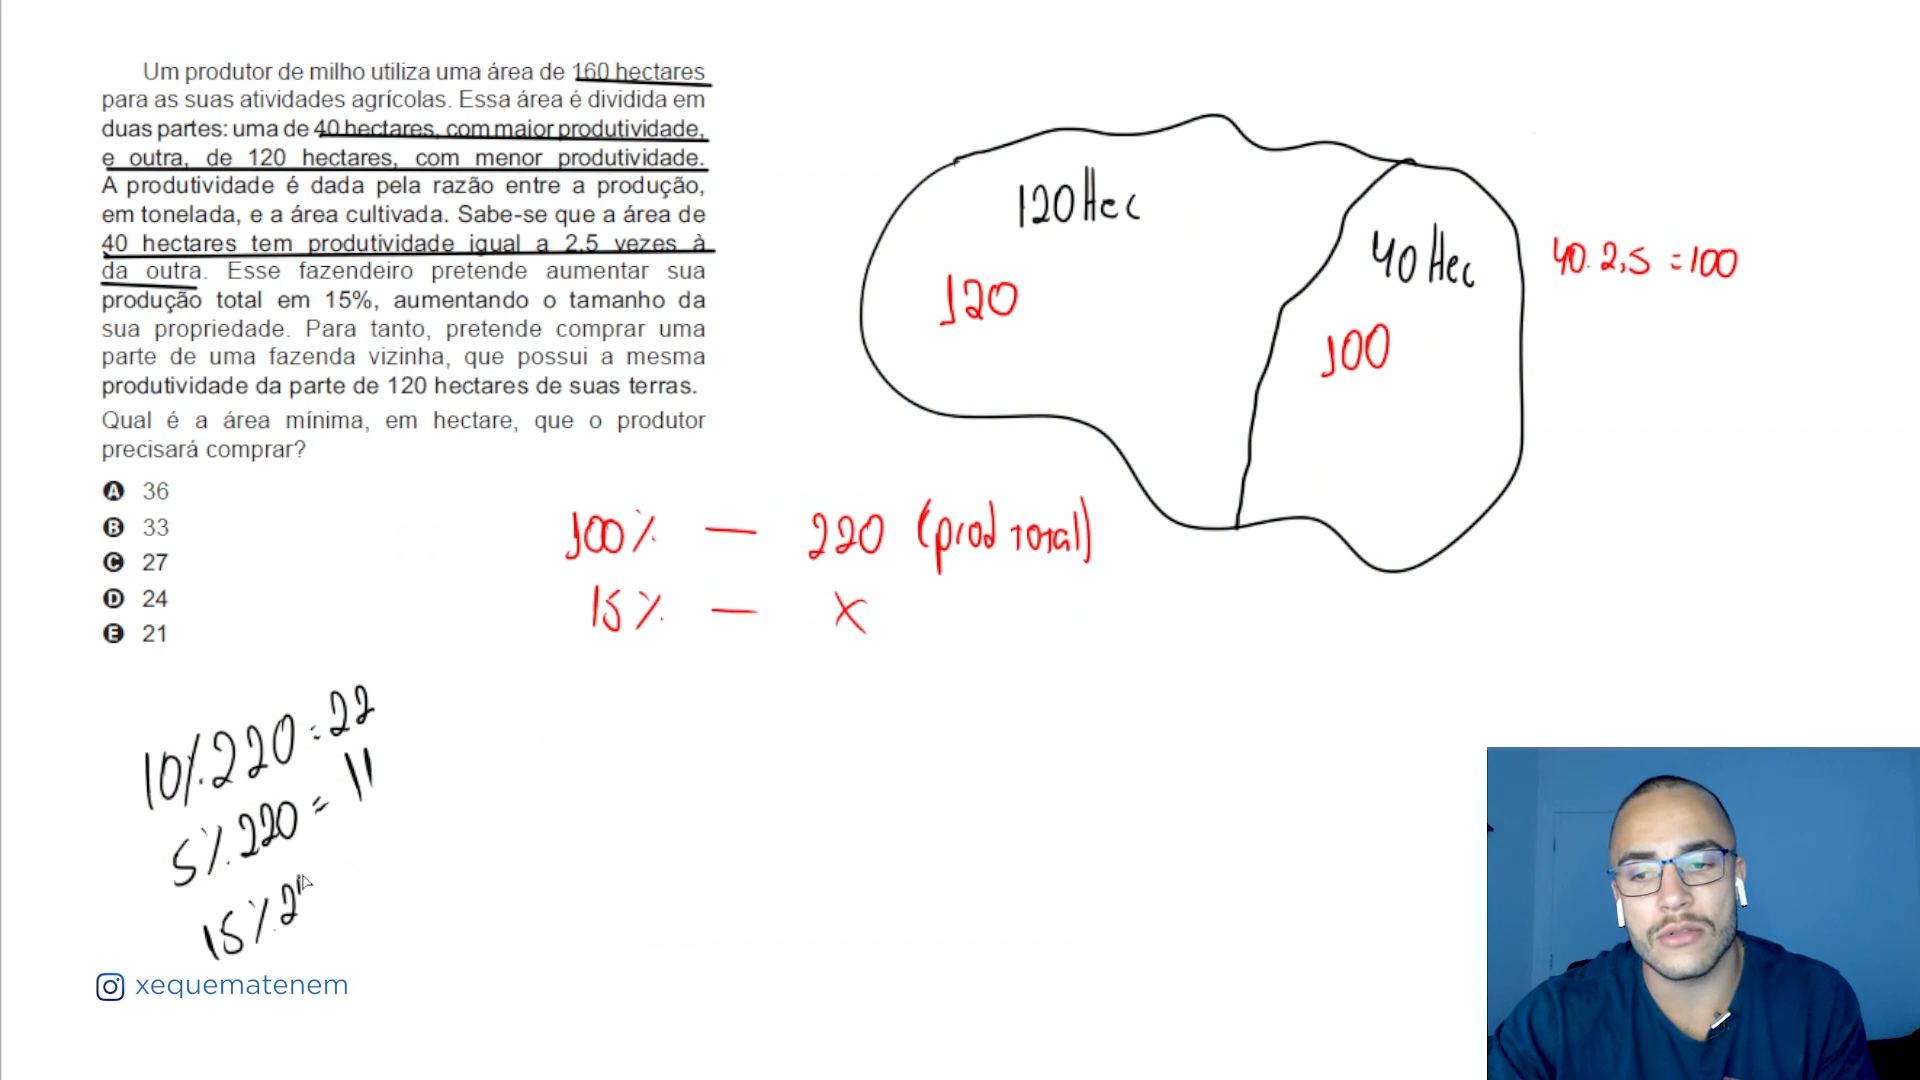 Um produtor de milho utiliza uma área de 160 hectares
para as suas atividades agrícolas. Essa área é dividida em
duas partes: uma de 40 hectares, com maior produtividade,
e outra, de 120 hectares, com menor produtividade.
A produtividade é dada pela razão entre a produção,
em tonelada, e a área cultivada. Sabe-se que a área de
40 hectares tem produtividade igual a 2,5 vezes à
da outra. Esse fazendeiro pretende aumentar sua
produção total em 15%, aumentando o tamanho da
sua propriedade. Para tanto, pretende comprar uma
parte de uma fazenda vizinha, que possui a mesma
produtividade da parte de 120 hectares de suas terras.
Qual é a área mínima, em hectare, que o produtor
precisará comprar?
A 36
B 33
C 27
D 24
E 21
120 Hec
120
40 Hec
100
40. 2,5 = 100
100% — 220 (prod total)
15% — x
10%.220 = 22
5%.220 = 11
15%.2
xequematenem